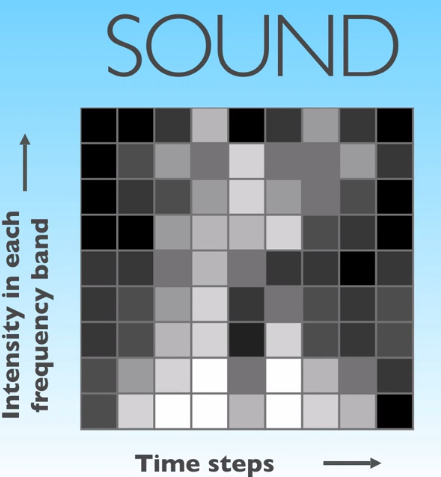 SOUND
Intensity in each
frequency band
Time steps